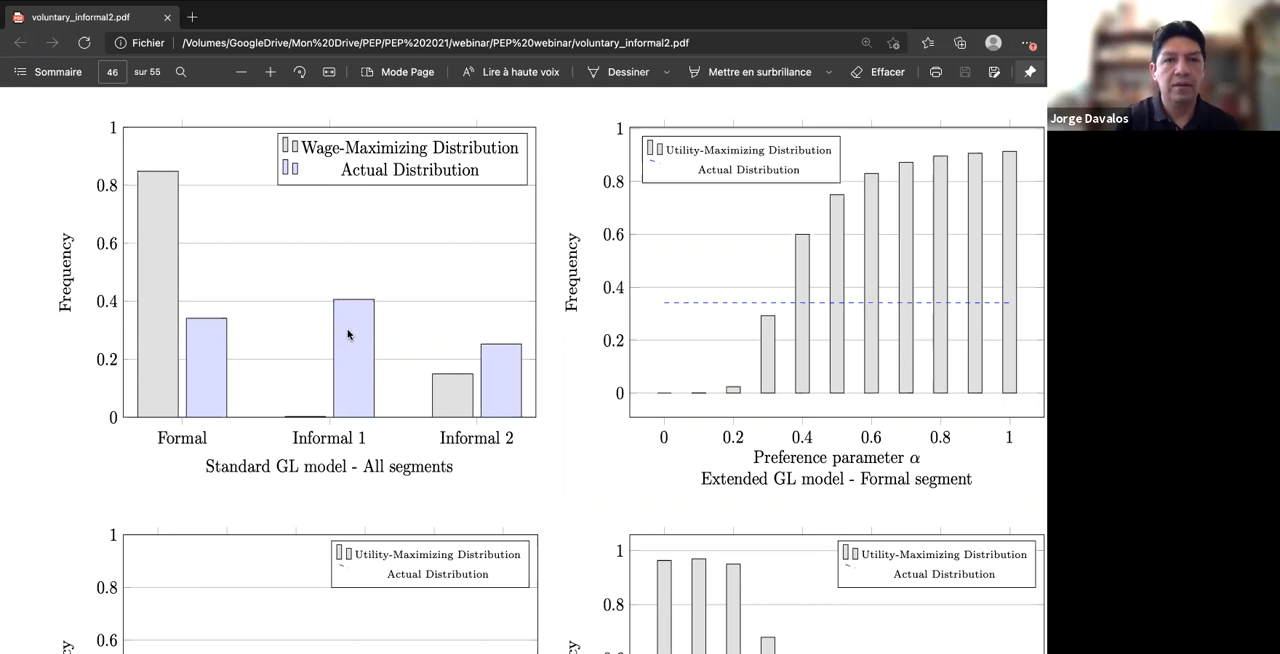 voluntary_informal2.pdf
Fichier
/Volumes/GoogleDrive/Mon%20Drive/PEP/PEP%202021/webinar/PEP%20webinar/voluntary_informal2.pdf
Sommaire
46
sur 55
Mode Page
Lire à haute voix
Dessiner
Mettre en surbrillance
Effacer
Jorge Davalos
1
0.8
0.6
0.4
0.2
0
Frequency
Wage-Maximizing Distribution
Actual Distribution
Formal
Informal 1
Informal 2
Standard GL model - All segments
1
0.8
0.6
0.4
0.2
0
Frequency
Utility-Maximizing Distribution
Actual Distribution
0
0.2
0.4
0.6
0.8
1
Preference parameter α
Extended GL model - Formal segment
1
0.8
0.6
Utility-Maximizing Distribution
Actual Distribution
1
0.8
Utility-Maximizing Distribution
Actual Distribution